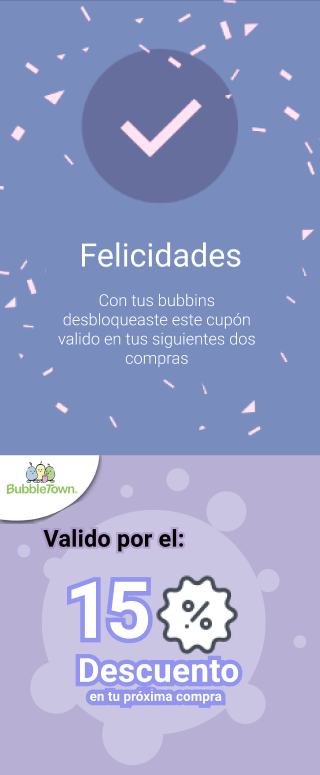 Felicidades
Con tus bubbins
desbloqueaste este cupón
valido en tus siguientes dos
compras
BubbleTown
Valido por el:
15 %
Descuento
en tu próxima compra